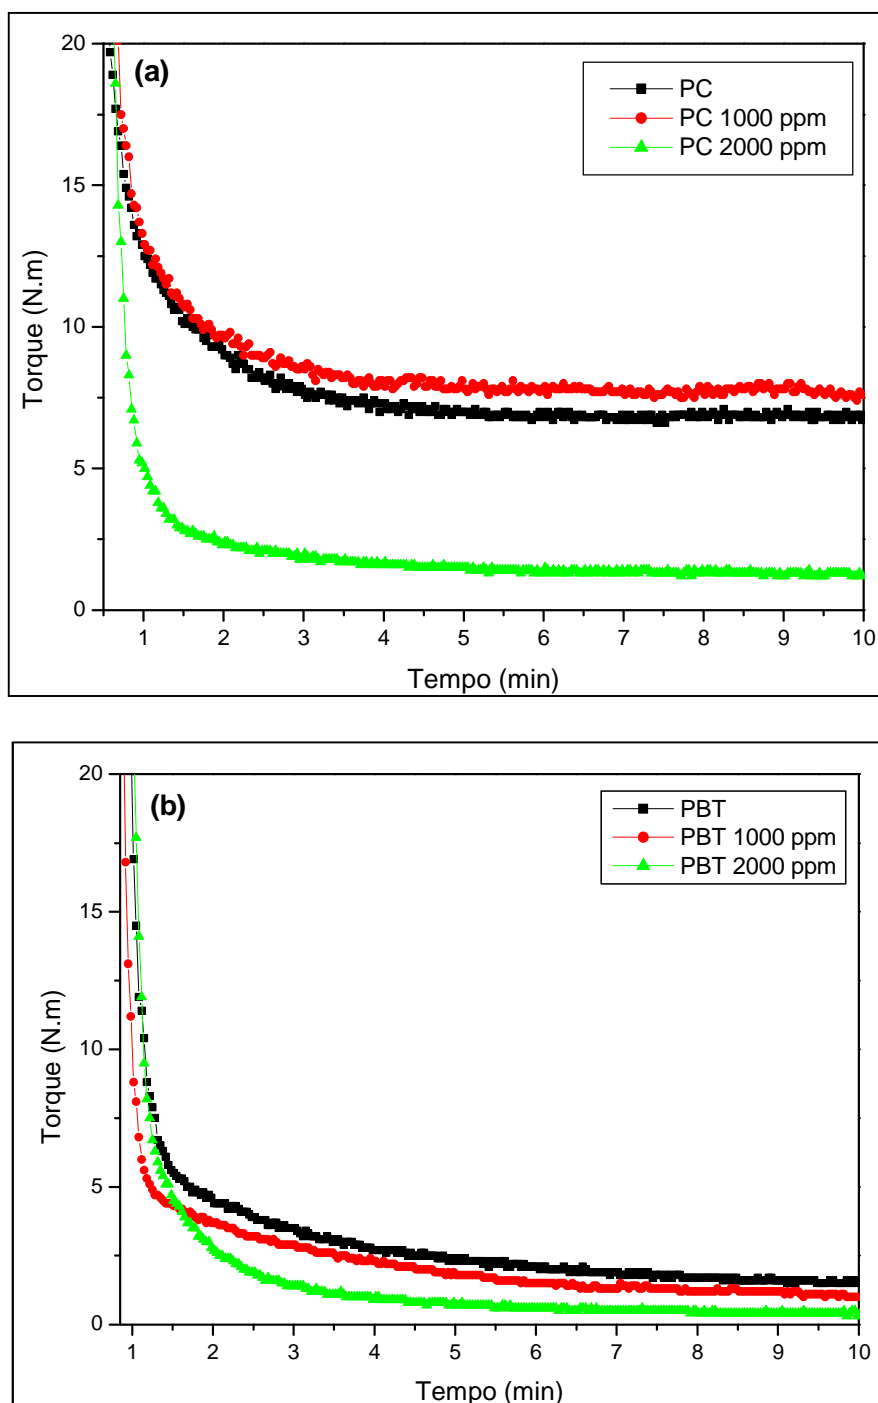 (a)
PC
PC 1000 ppm
PC 2000 ppm
20
15
10
5
0
Torque (N.m)
1 2 3 4 5 6 7 8 9 10
Tempo (min)
(b)
PBT
PBT 1000 ppm
PBT 2000 ppm
20
15
10
5
0
Torque (N.m)
1 2 3 4 5 6 7 8 9 10
Tempo (min)